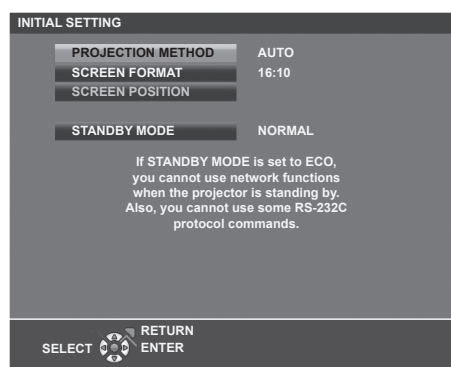 INITIAL SETTING
PROJECTION METHOD AUTO
SCREEN FORMAT 16:10
SCREEN POSITION
STANDBY MODE NORMAL
If STANDBY MODE is set to ECO,
you cannot use network functions
when the projector is standing by.
Also, you cannot use some RS-232C
protocol commands.
RETURN
SELECT ENTER